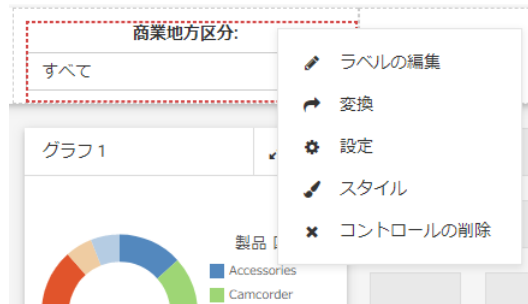 商業地方区分:
すべて
ラベルの編集
変換
設定
スタイル
コントロールの削除
グラフ 1
製品
Accessories
Camcorder